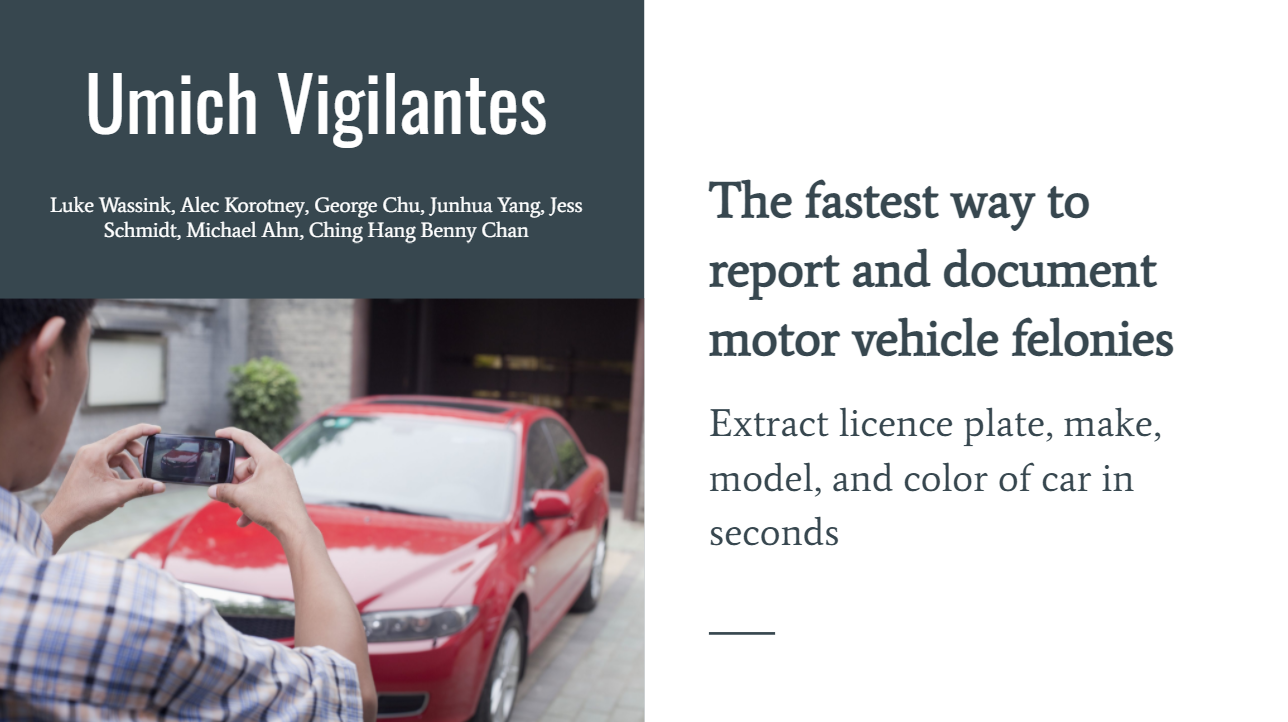 Umich Vigilantes
Luke Wassink, Alec Korotney, George Chu, Junhua Yang, Jess
Schmidt, Michael Ahn, Ching Hang Benny Chan
The fastest way to
report and document
motor vehicle felonies
Extract licence plate, make,
model, and color of car in
seconds